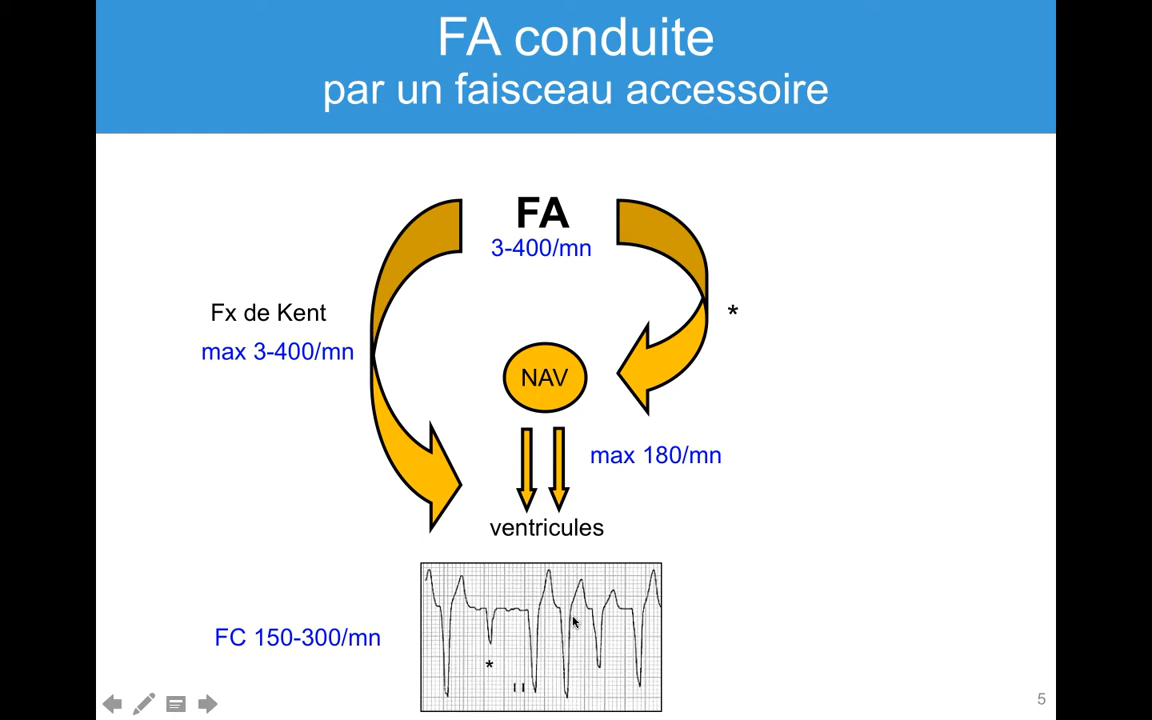 FA conduite
par un faisceau accessoire
FA
3-400/mn
Fx de Kent
*
max 3-400/mn
NAV
max 180/mn
ventricules
FC 150-300/mn
*
5